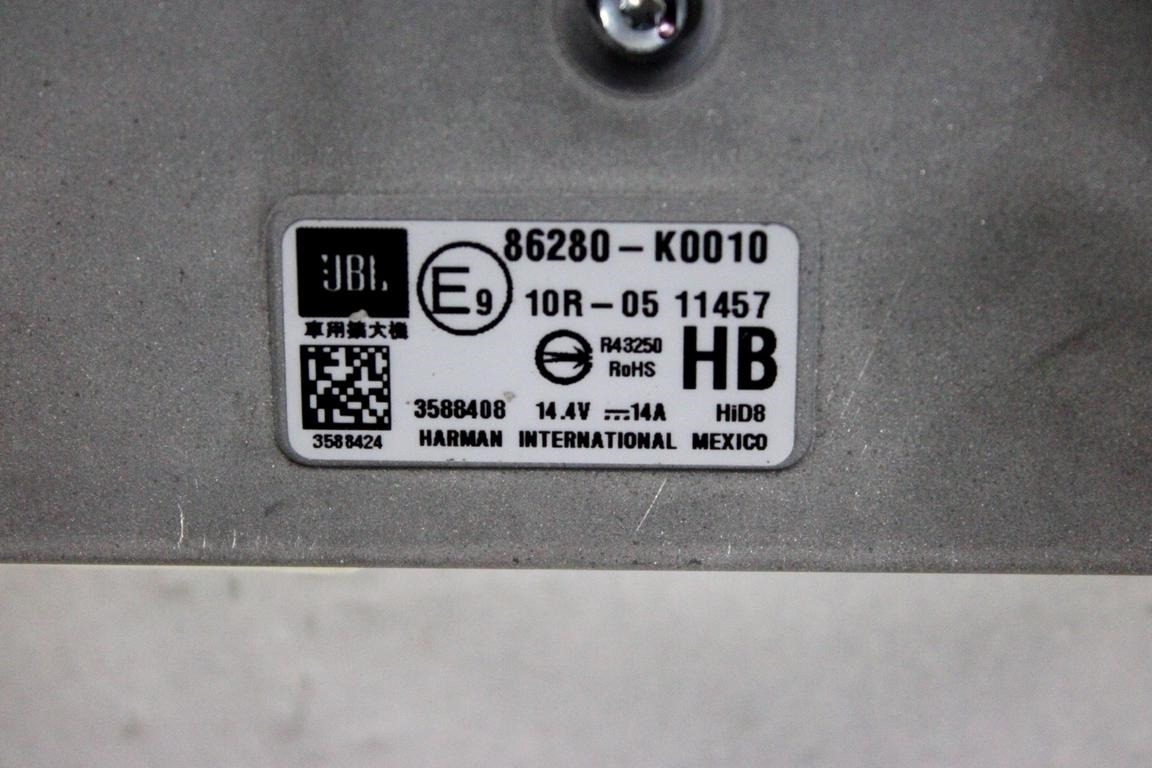 JBL
車用擴大機
3588424
E9
86280-K0010
10R-05 11457
R43250
RoHS
HB
3588408 14.4V ⎓14A HiD8
HARMAN INTERNATIONAL MEXICO